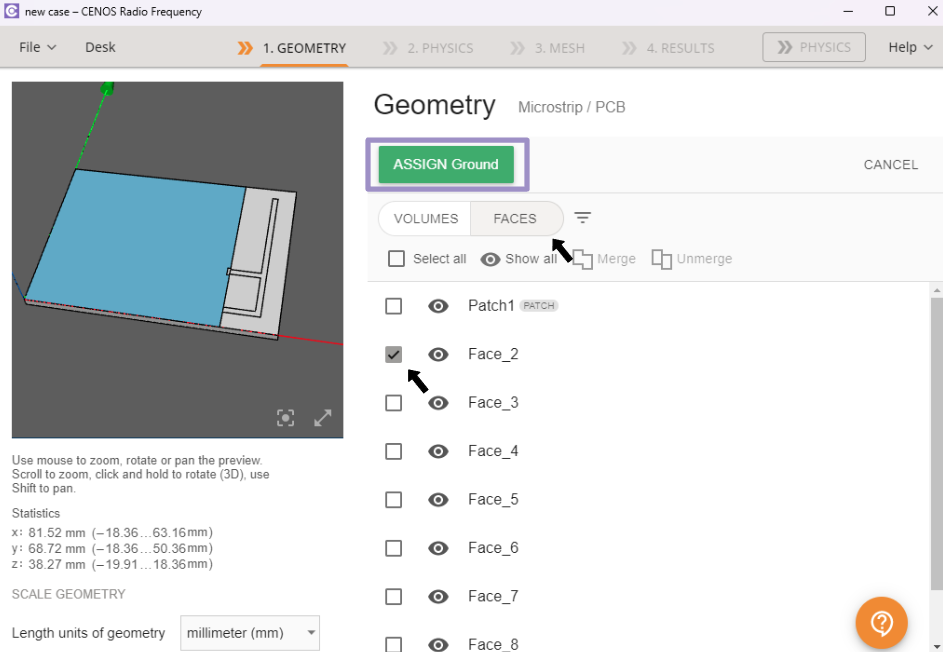 new case – CENOS Radio Frequency
File Desk 1. GEOMETRY 2. PHYSICS 3. MESH 4. RESULTS PHYSICS Help
Geometry Microstrip / PCB
ASSIGN Ground CANCEL
VOLUMES FACES
Select all Show all Merge Unmerge
Patch1 PATCH
Face_2
Face_3
Face_4
Face_5
Face_6
Face_7
Face_8
Use mouse to zoom, rotate or pan the preview.
Scroll to zoom, click and hold to rotate (3D), use
Shift to pan.
Statistics
x: 81.52 mm (−18.36…63.16mm)
y: 68.72 mm (−18.36…50.36mm)
z: 38.27 mm (−19.91…18.36mm)
SCALE GEOMETRY
Length units of geometry millimeter (mm)